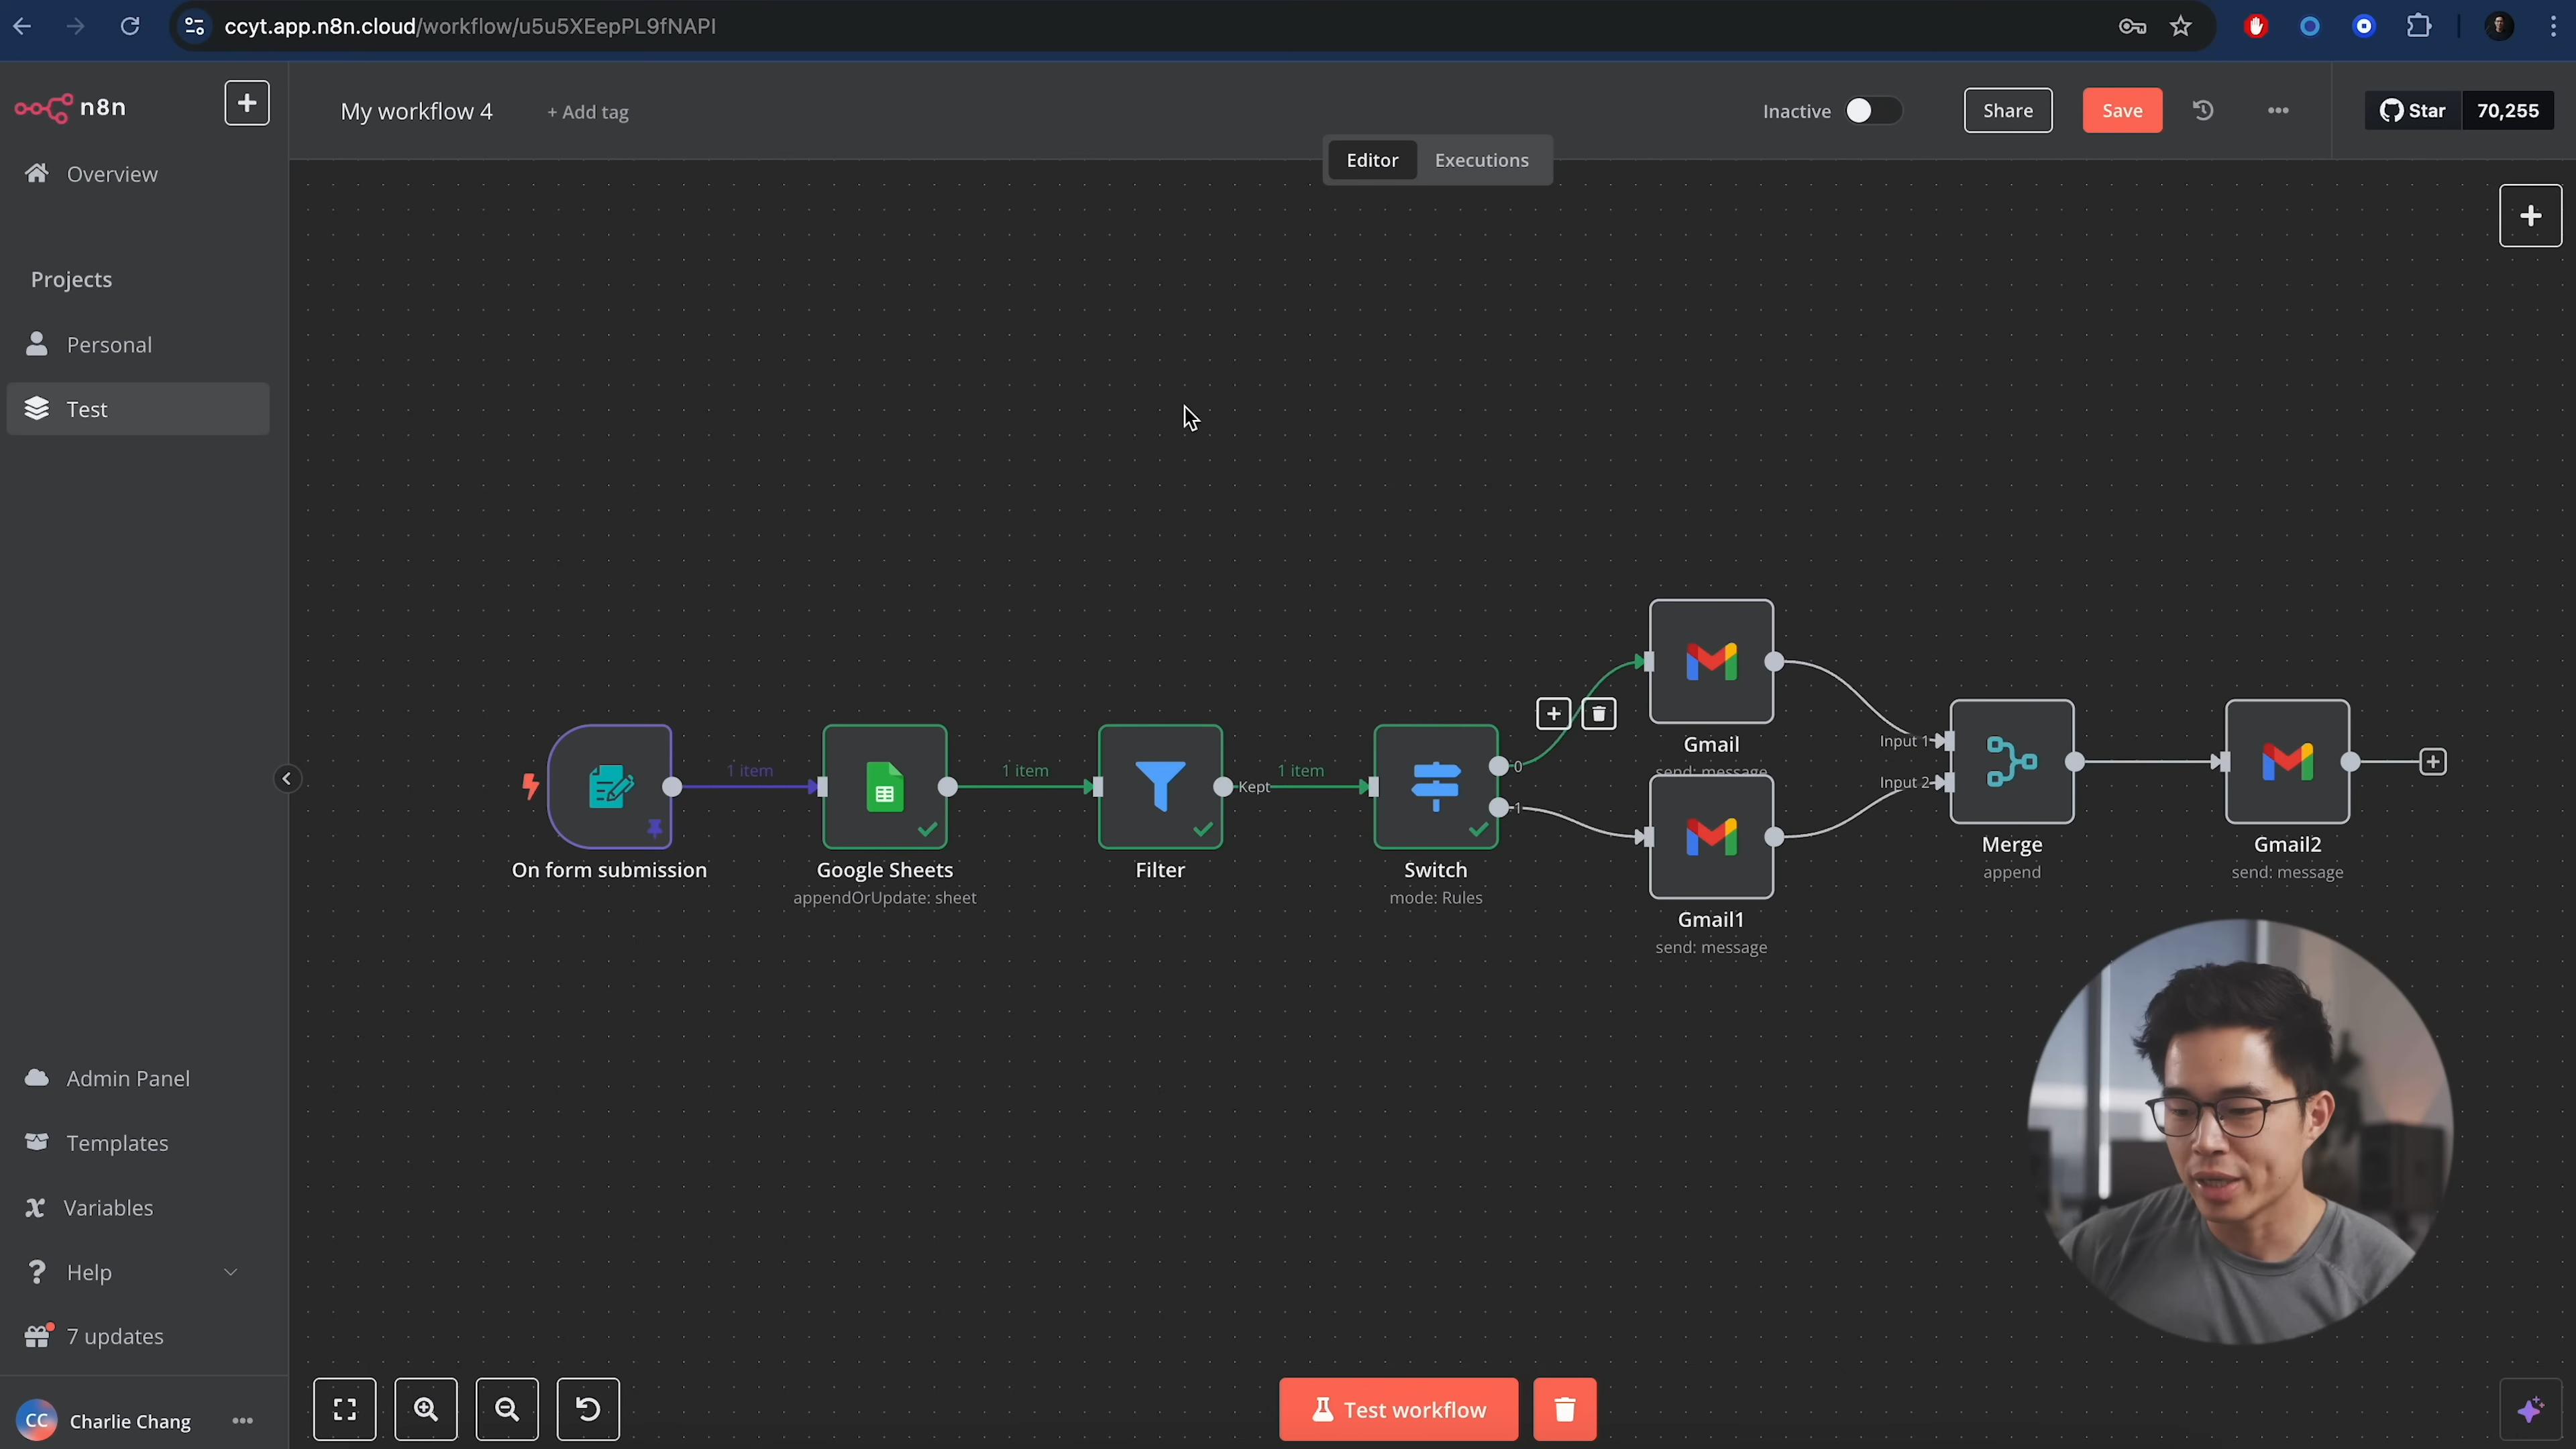 ccyt.app.n8n.cloud/workflow/u5u5XEepPL9fNAPI
n8n
My workflow 4
+ Add tag
Inactive
Share
Save
Star
70,255
Editor
Executions
Overview
Projects
Personal
Test
1 item
1 item
Kept
1 item
0
1
Gmail
send: message
Input 1
Input 2
On form submission
Google Sheets
appendOrUpdate: sheet
Filter
Switch
mode: Rules
Gmail1
send: message
Merge
append
Gmail2
send: message
Admin Panel
Templates
Variables
Help
7 updates
CC
Charlie Chang
Test workflow